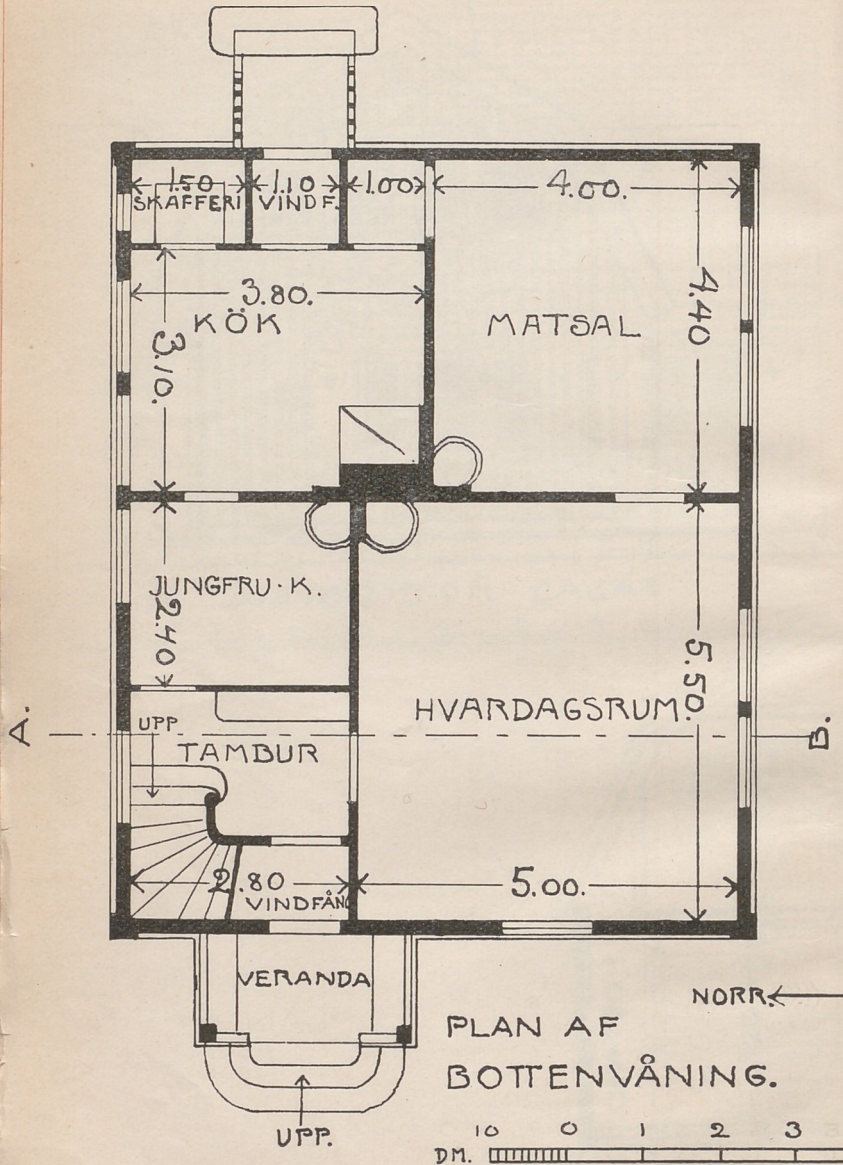 1.50 1.10 1.00 4.00.
SKAFFERI VINDF.
3.80.
KÖK
3.10.
MATSAL
4.40
JUNGFRU·K.
2.40
HVARDAGSRUM.
5.50
A.
B.
UPP
TAMBUR
2.80
5.00.
VINDFÅNG
VERANDA
NORR.
PLAN AF
BOTTENVÅNING.
UPP.
10 0 1 2 3
DM.